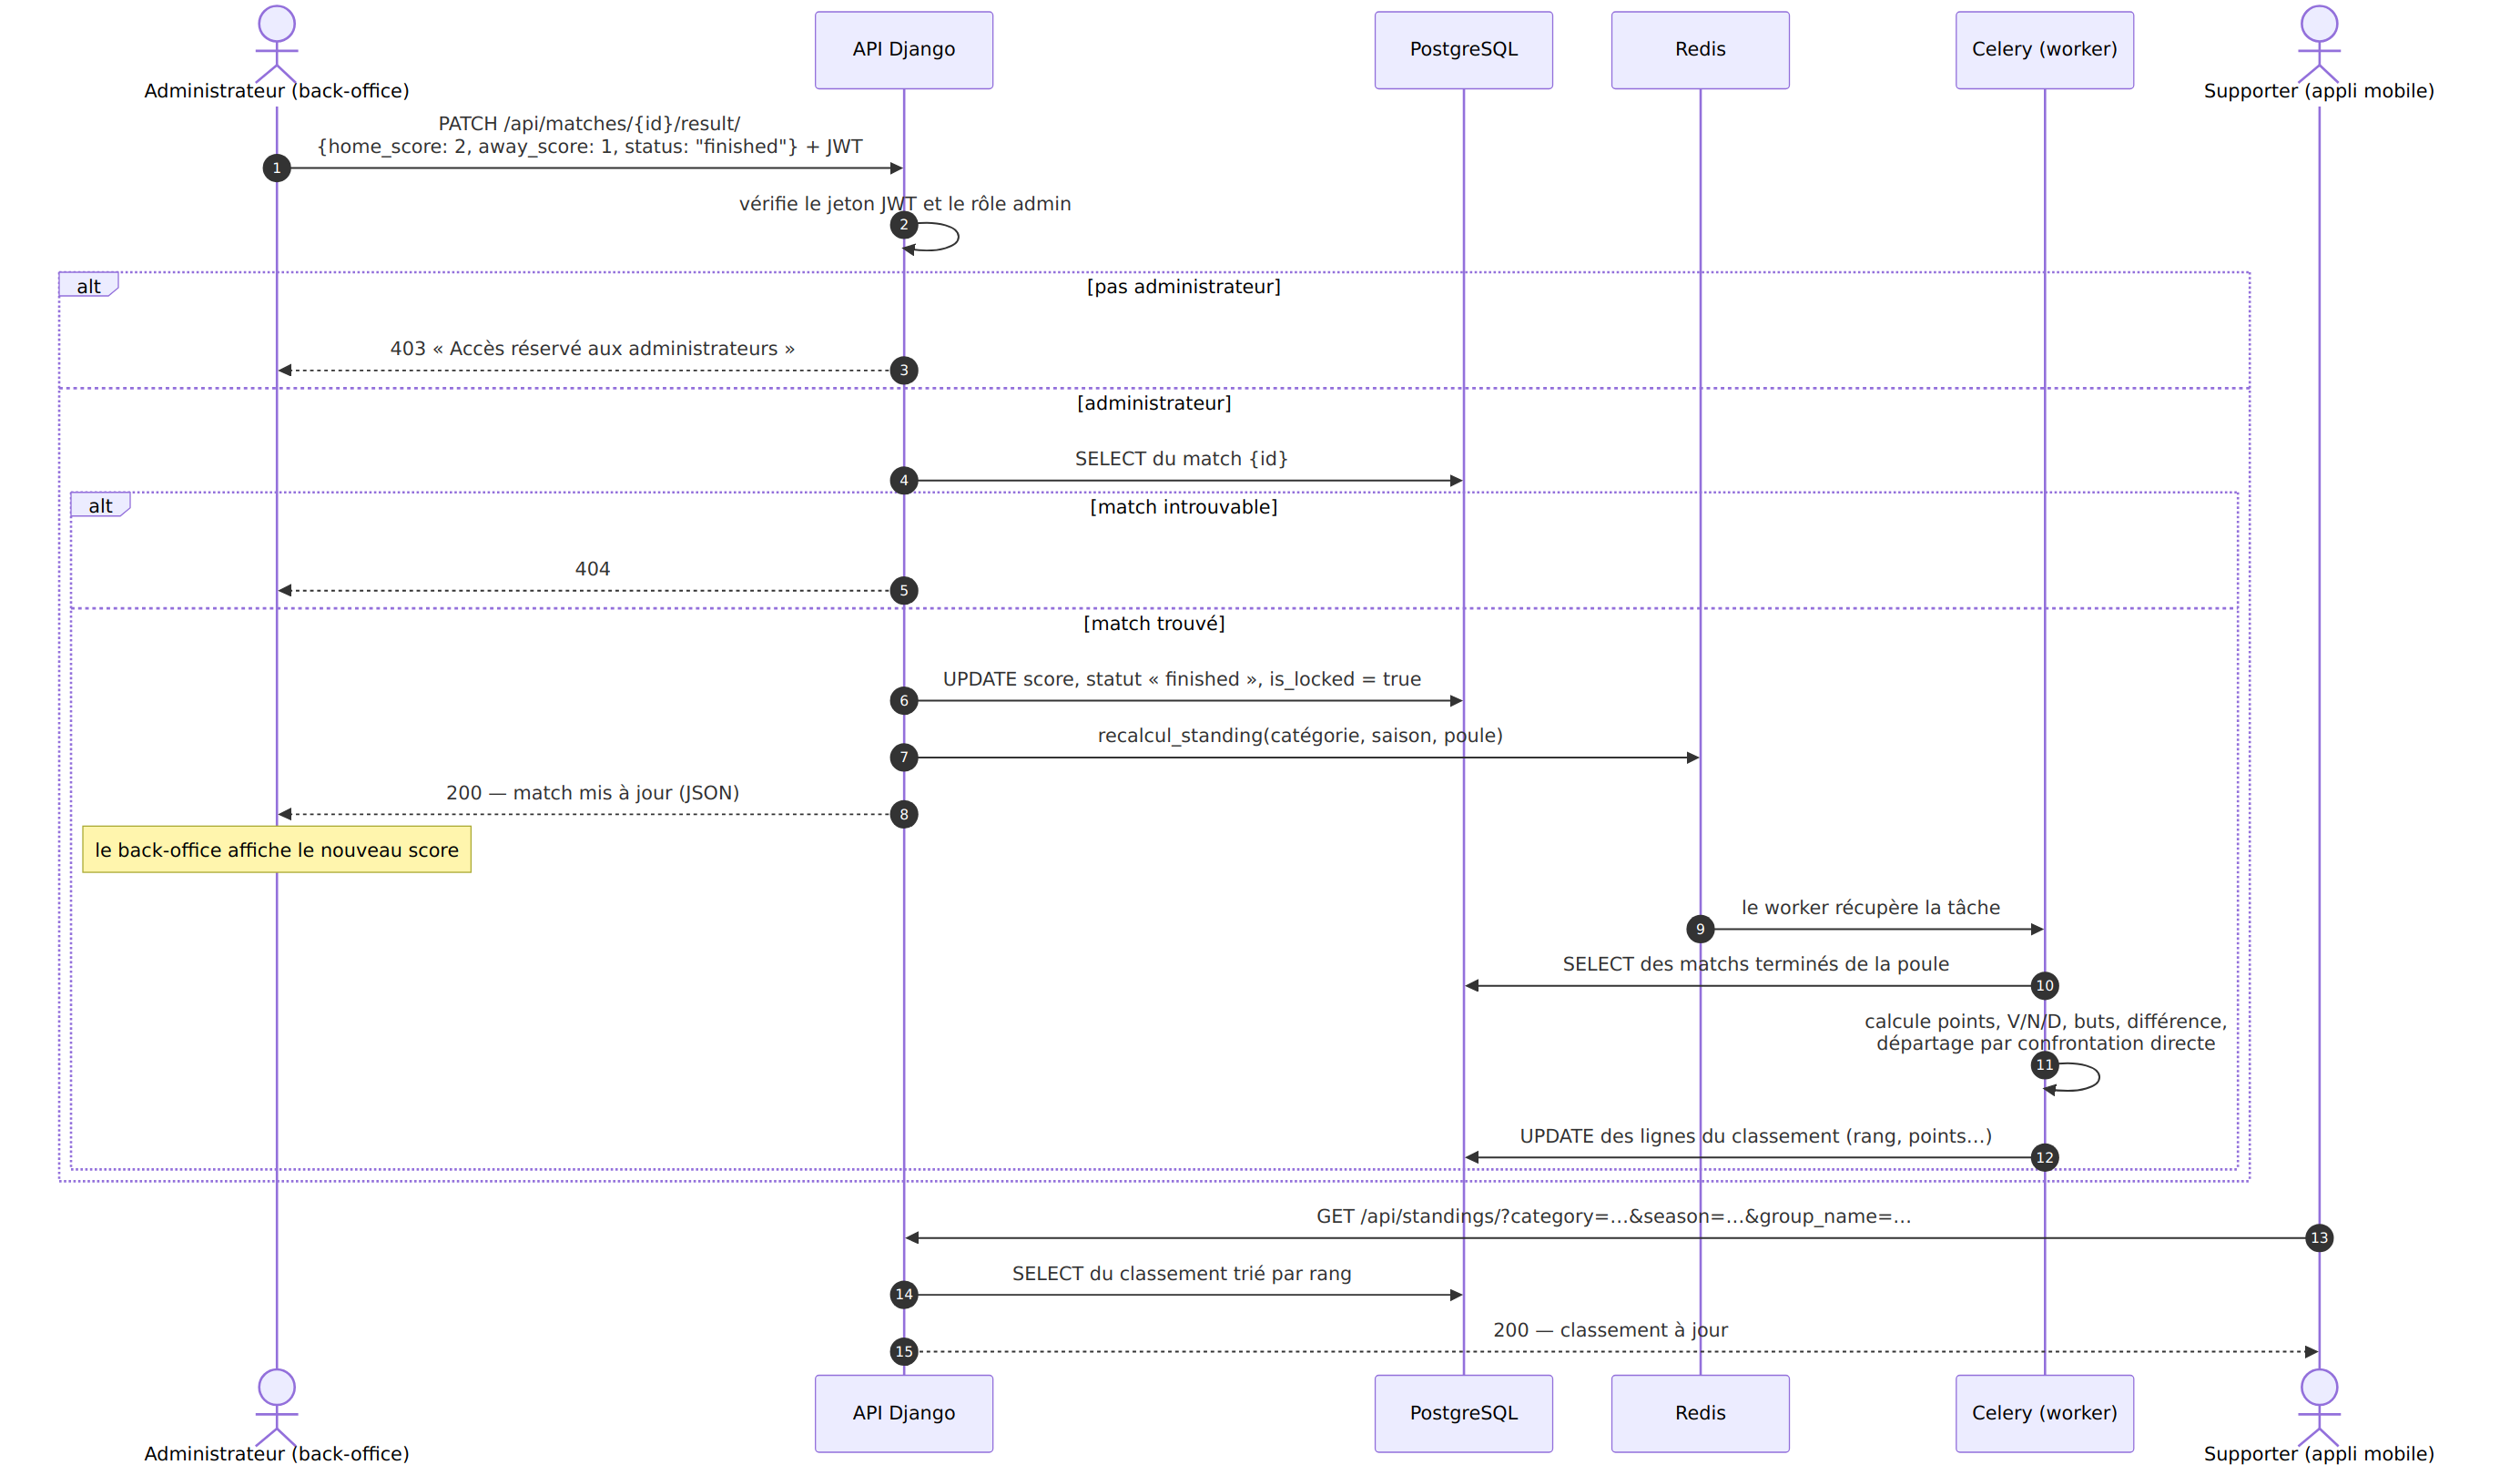 Administrateur (back-office)
API Django
PostgreSQL
Redis
Celery (worker)
Supporter (appli mobile)
PATCH /api/matches/{id}/result/
{home_score: 2, away_score: 1, status: "finished"} + JWT
1
vérifie le jeton JWT et le rôle admin
2
alt
[pas administrateur]
403 « Accès réservé aux administrateurs »
3
[administrateur]
SELECT du match {id}
4
alt
[match introuvable]
404
5
[match trouvé]
UPDATE score, statut « finished », is_locked = true
6
recalcul_standing(catégorie, saison, poule)
7
200 — match mis à jour (JSON)
8
le back-office affiche le nouveau score
le worker récupère la tâche
9
SELECT des matchs terminés de la poule
10
calcule points, V/N/D, buts, différence,
départage par confrontation directe
11
UPDATE des lignes du classement (rang, points…)
12
GET /api/standings/?category=…&season=…&group_name=…
13
SELECT du classement trié par rang
14
200 — classement à jour
15
Administrateur (back-office)
API Django
PostgreSQL
Redis
Celery (worker)
Supporter (appli mobile)